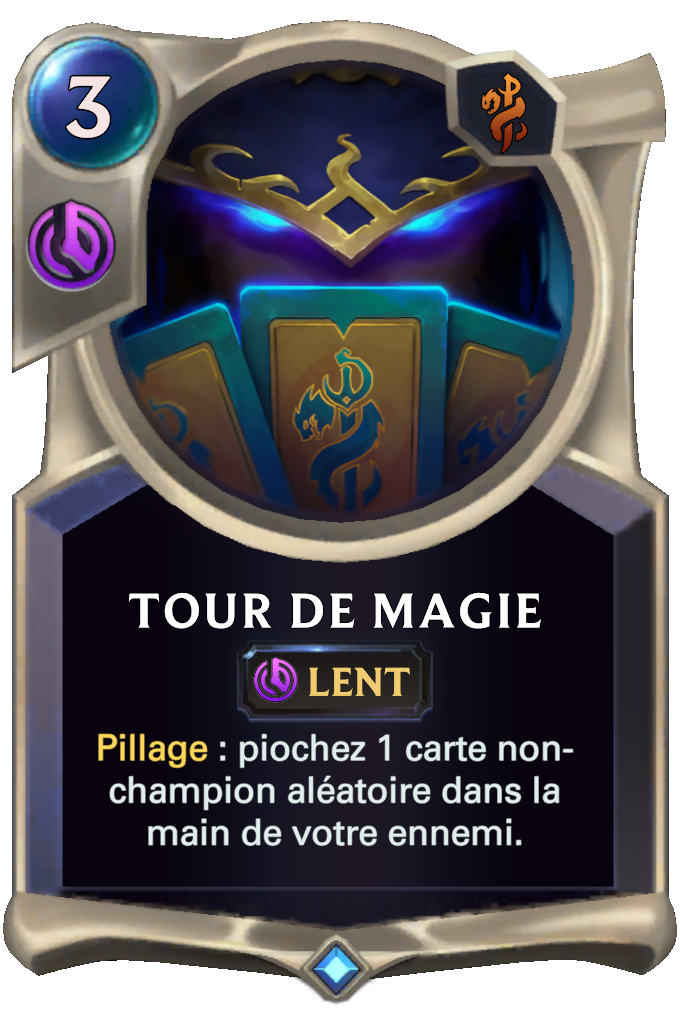 3
TOUR DE MAGIE
LENT
Pillage : piochez 1 carte non-
champion aléatoire dans la
main de votre ennemi.